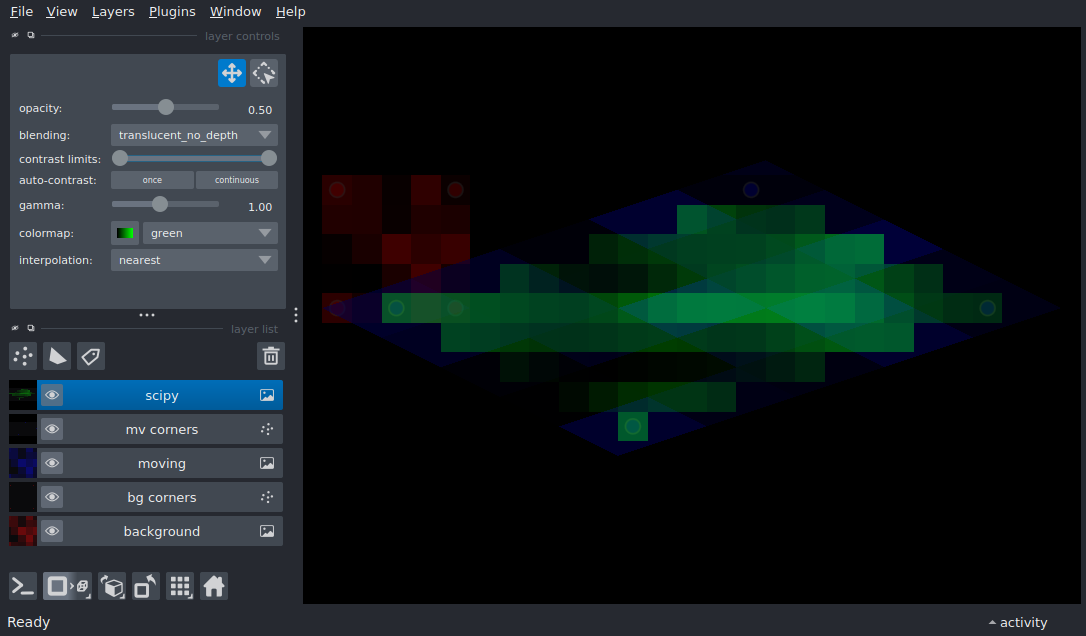 File View Layers Plugins Window Help
layer controls
opacity: 0.50
blending: translucent_no_depth
contrast limits:
auto-contrast: once continuous
gamma: 1.00
colormap: green
interpolation: nearest
layer list
scipy
mv corners
moving
bg corners
background
Ready activity